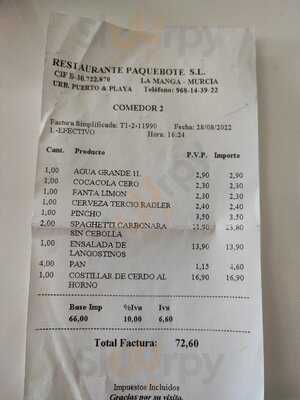 RESTAURANTE PAQUEBOTE S.L.
CIF B-30.722.870 LA MANGA - MURCIA
URB. PUERTO & PLAYA Teléfono: 968-14-39-22
COMEDOR 2
Factura Simplificada: T1-2-11990 Fecha: 28/08/2022
1.-EFECTIVO Hora: 16:24
Cant. Producto P.V.P. Importe
1,00 AGUA GRANDE 1L 2,90 2,90
1,00 COCACOLA CERO 2,30 2,30
1,00 FANTA LIMON 2,30 2,30
1,00 CERVEZA TERCIO RADLER 2,40 2,40
1,00 PINCHO 3,50 3,50
2,00 SPAGHETTI CARBONARA 11,90 23,80
SIN CEBOLLA
1,00 ENSALADA DE 13,90 13,90
LANGOSTINOS
4,00 PAN 1,15 4,60
1,00 COSTILLAR DE CERDO AL 16,90 16,90
HORNO
Base Imp %Iva Iva
66,00 10,00 6,60
Total Factura: 72,60
Impuestos Incluidos
Gracias por su visita.